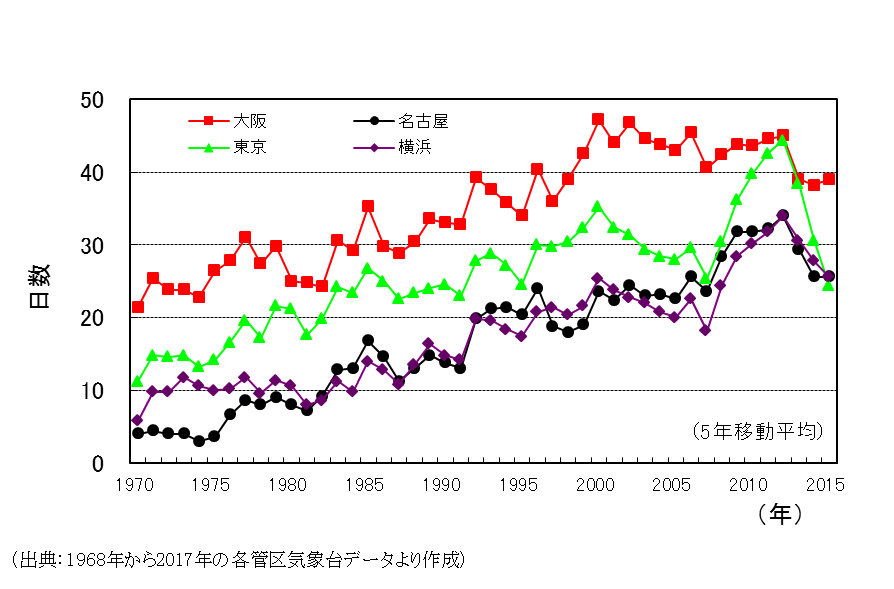 50
40
30
20
10
0
日数
大阪
名古屋
東京
横浜
(5年移動平均)
1970 1975 1980 1985 1990 1995 2000 2005 2010 2015
(年)
(出典：1968年から2017年の各管区気象台データより作成)